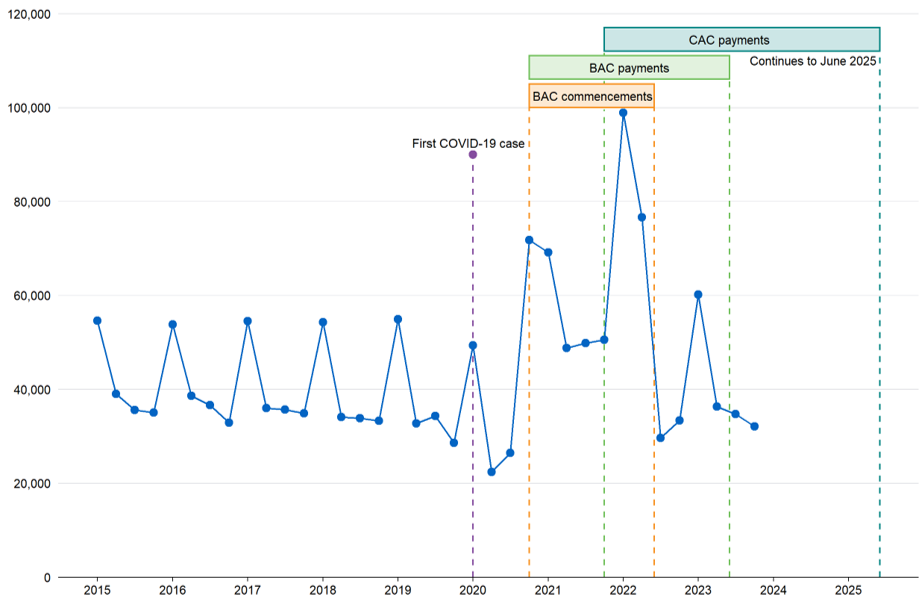 120,000
CAC payments
Continues to June 2025
BAC payments
100,000
BAC commencements
First COVID-19 case
80,000
60,000
40,000
20,000
0
2015 2016 2017 2018 2019 2020 2021 2022 2023 2024 2025